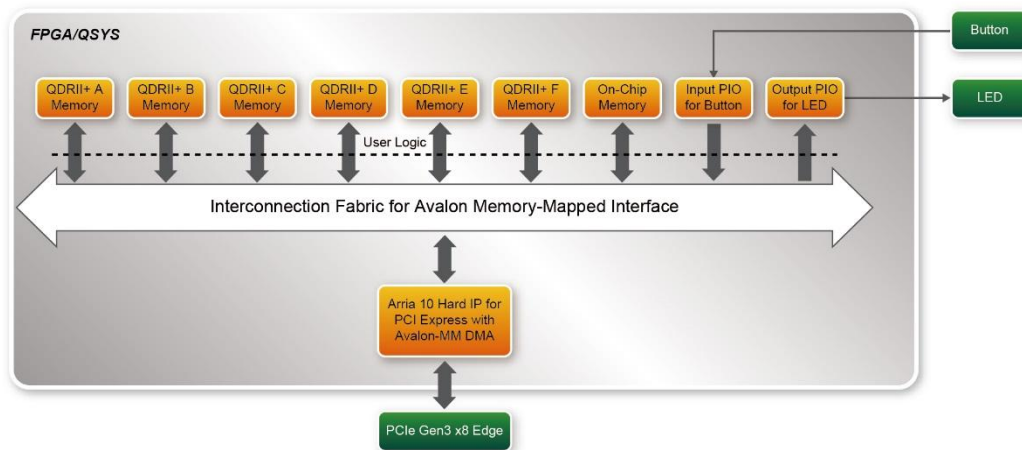 FPGA/QSYS
Button
QDRII+ A
Memory
QDRII+ B
Memory
QDRII+ C
Memory
QDRII+ D
Memory
QDRII+ E
Memory
QDRII+ F
Memory
On-Chip
Memory
Input PIO
for Button
Output PIO
for LED
LED
User Logic
Interconnection Fabric for Avalon Memory-Mapped Interface
Arria 10 Hard IP for
PCI Express with
Avalon-MM DMA
PCIe Gen3 x8 Edge